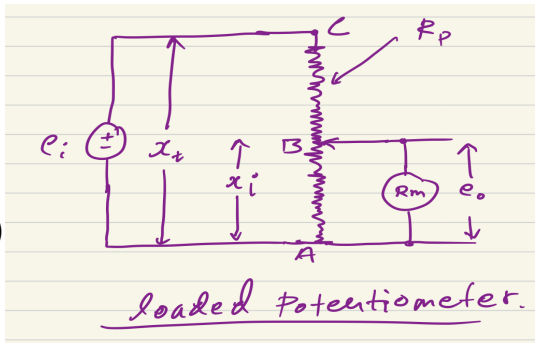 C
Rp
ei
xt
B
xi
Rm
eo
A
loaded Potentiometer.